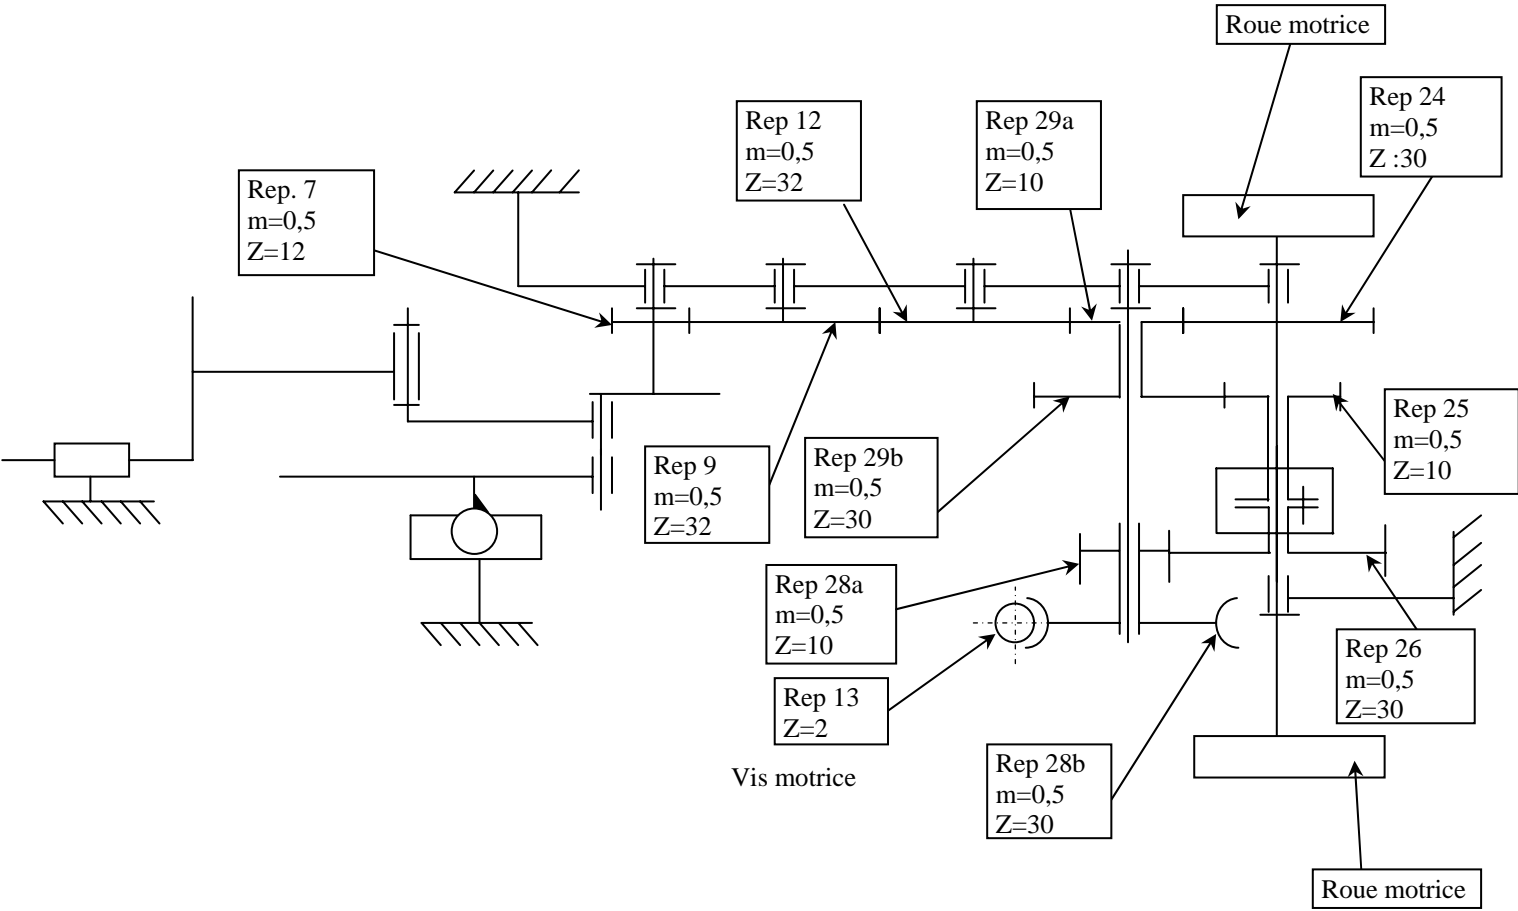 Roue motrice
Rep 24
m=0,5
Z :30
Rep 12
m=0,5
Z=32
Rep 29a
m=0,5
Z=10
Rep. 7
m=0,5
Z=12
Rep 25
m=0,5
Z=10
Rep 9
m=0,5
Z=32
Rep 29b
m=0,5
Z=30
Rep 28a
m=0,5
Z=10
Rep 26
m=0,5
Z=30
Rep 13
Z=2
Vis motrice
Rep 28b
m=0,5
Z=30
Roue motrice